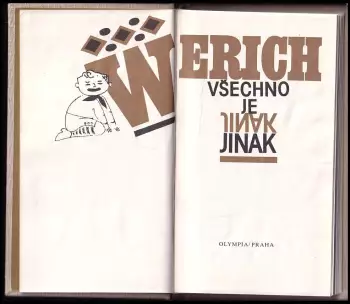 WERICH
VŠECHNO
JE
JINAK
JINAK
OLYMPIA/PRAHA